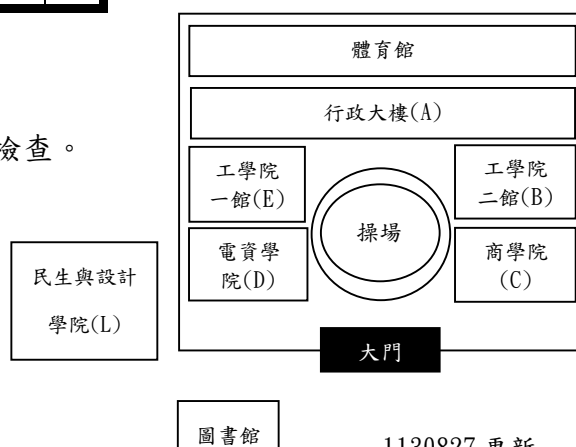 體育館
行政大樓(A)
檢查。
工學院
一館(E)
工學院
二館(B)
操場
電資學
院(D)
商學院
(C)
民生與設計
學院(L)
大門
圖書館
1130827 更新